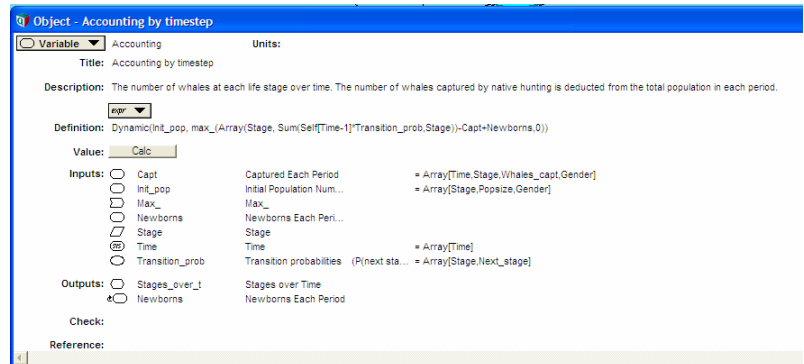 Object - Accounting by timestep
Variable Accounting Units:
Title: Accounting by timestep
Description: The number of whales at each life stage over time. The number of whales captured by native hunting is deducted from the total population in each period.
expr
Definition: Dynamic(Init_pop, max_(Array(Stage, Sum(Self[Time-1]*Transition_prob,Stage))-Capt+Newborns,0))
Value: Calc
Inputs: Capt Captured Each Period = Array[Time,Stage,Whales_capt,Gender]
Init_pop Initial Population Num... = Array[Stage,Popsize,Gender]
Max_ Max_
Newborns Newborns Each Peri...
Stage Stage
SYS Time Time = Array[Time]
Transition_prob Transition probabilities (P(next sta... = Array[Stage,Next_stage]
Outputs: Stages_over_t Stages over Time
Newborns Newborns Each Period
Check:
Reference: